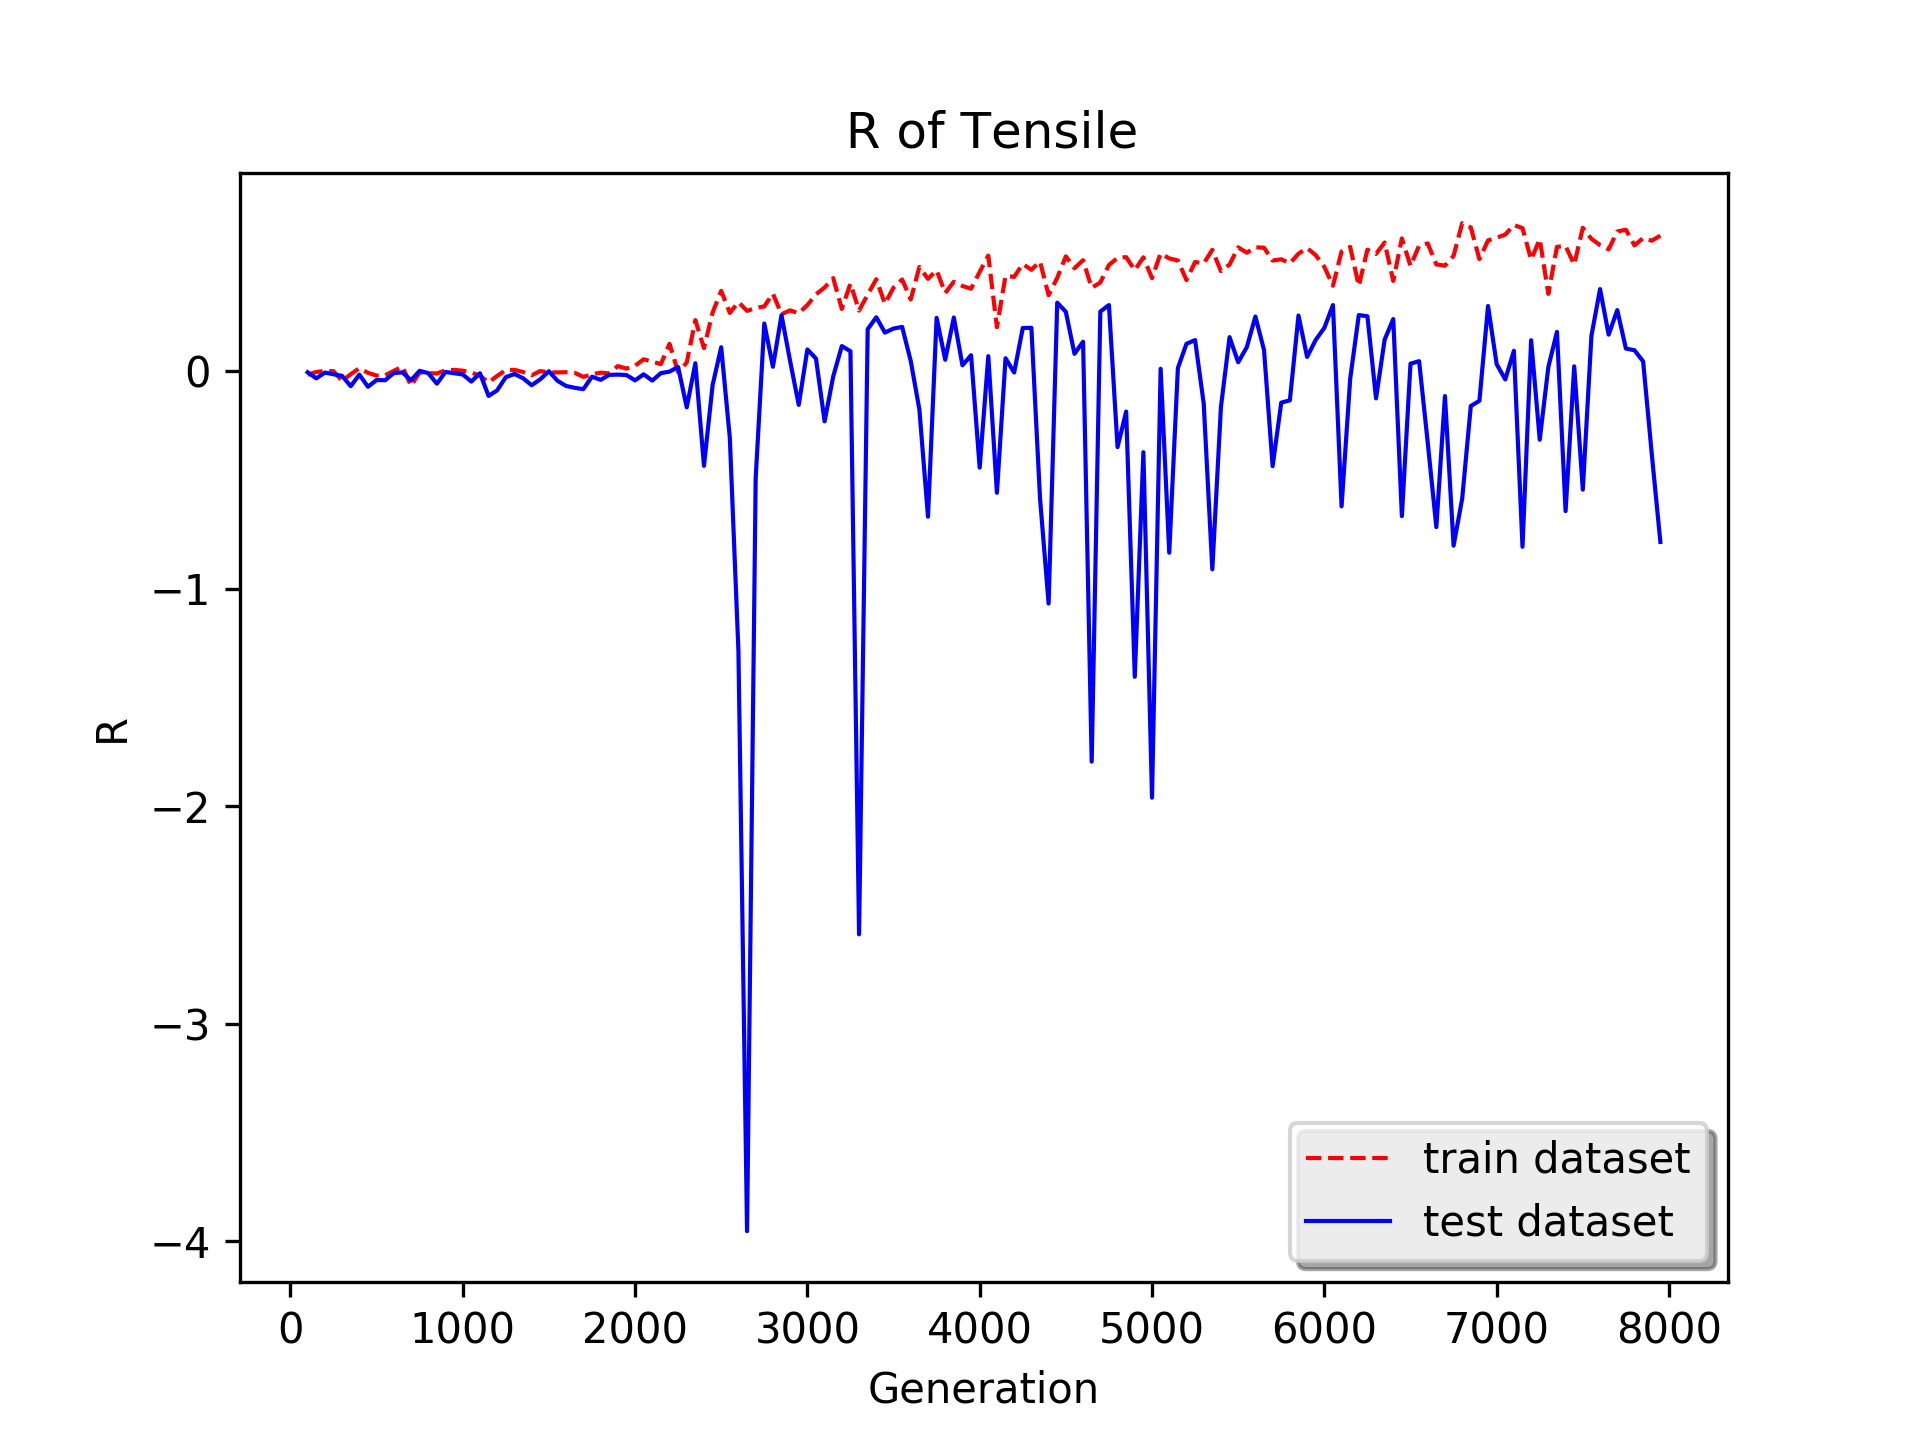 R of Tensile
R
0
−1
−2
−3
−4
train dataset
test dataset
0 1000 2000 3000 4000 5000 6000 7000 8000
Generation